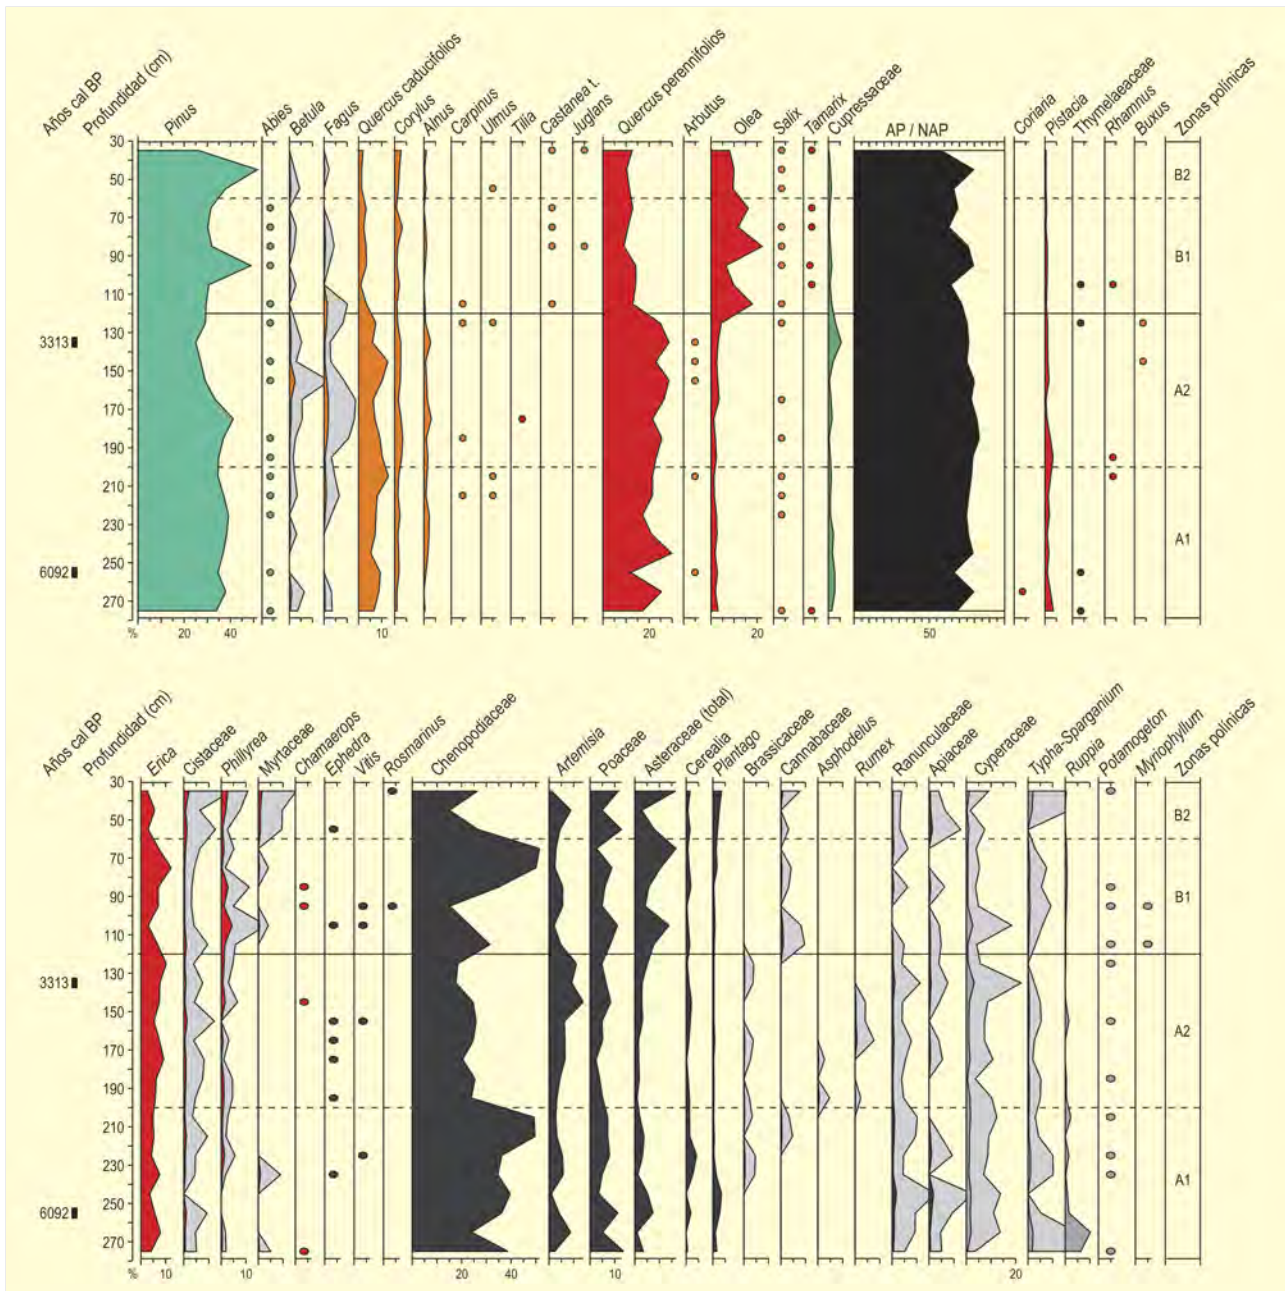 Años cal BP
Profundidad (cm)
Pinus
Abies
Betula
Fagus
Quercus caducifolios
Corylus
Alnus
Carpinus
Ulmus
Tilia
Castanea t.
Juglans
Quercus perennifolios
Arbutus
Olea
Salix
Tamarix
Cupressaceae
AP / NAP
Coriaria
Pistacia
Thymelaeaceae
Rhamnus
Buxus
Zonas polínicas
30
50
70
90
110
130
150
170
190
210
230
250
270
3313
6092
B2
B1
A2
A1
% 20 40 10 20 20 50
Años cal BP
Profundidad (cm)
Erica
Cistaceae
Phillyrea
Myrtaceae
Chamaerops
Ephedra
Vitis
Rosmarinus
Chenopodiaceae
Artemisia
Poaceae
Asteraceae (total)
Cerealia
Plantago
Brassicaceae
Cannabaceae
Asphodelus
Rumex
Ranunculaceae
Apiaceae
Cyperaceae
Typha-Sparganium
Ruppia
Potamogeton
Myriophyllum
Zonas polínicas
30
50
70
90
110
130
150
170
190
210
230
250
270
3313
6092
B2
B1
A2
A1
% 10 10 20 40 10 20